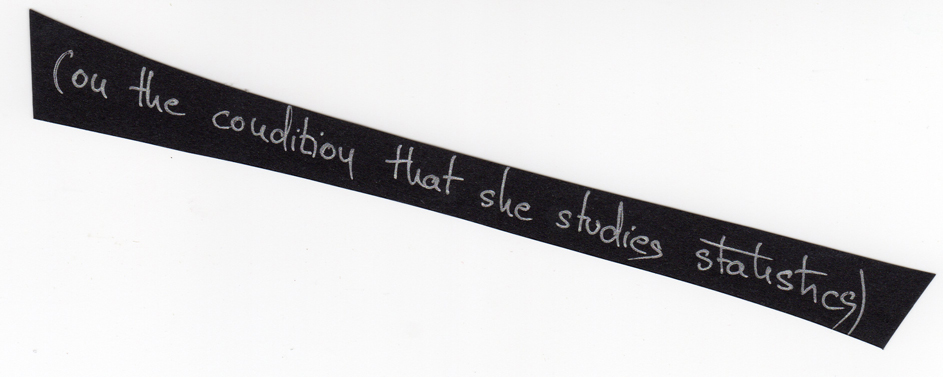 (on the condition that she studies statistics)